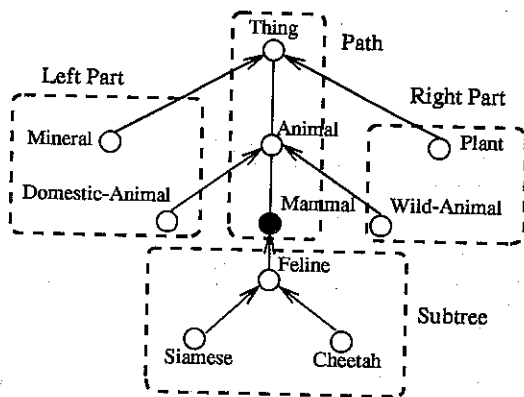 Thing
Path
Left Part
Right Part
Mineral
Animal
Plant
Domestic-Animal
Mammal
Wild-Animal
Feline
Subtree
Siamese
Cheetah